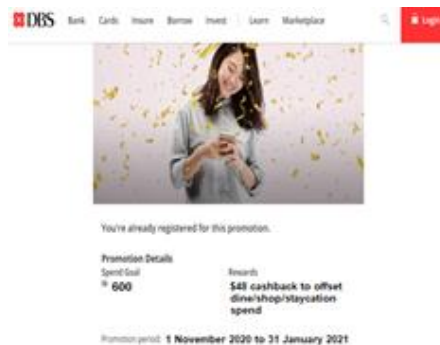 DBS Bank Cards Insure Borrow Invest Learn Marketplace Login
You're already registered for this promotion.
Promotion Details
Spend Goal Rewards
600 $48 cashback to offset
dine/shop/staycation
spend
Promotion period: 1 November 2020 to 31 January 2021